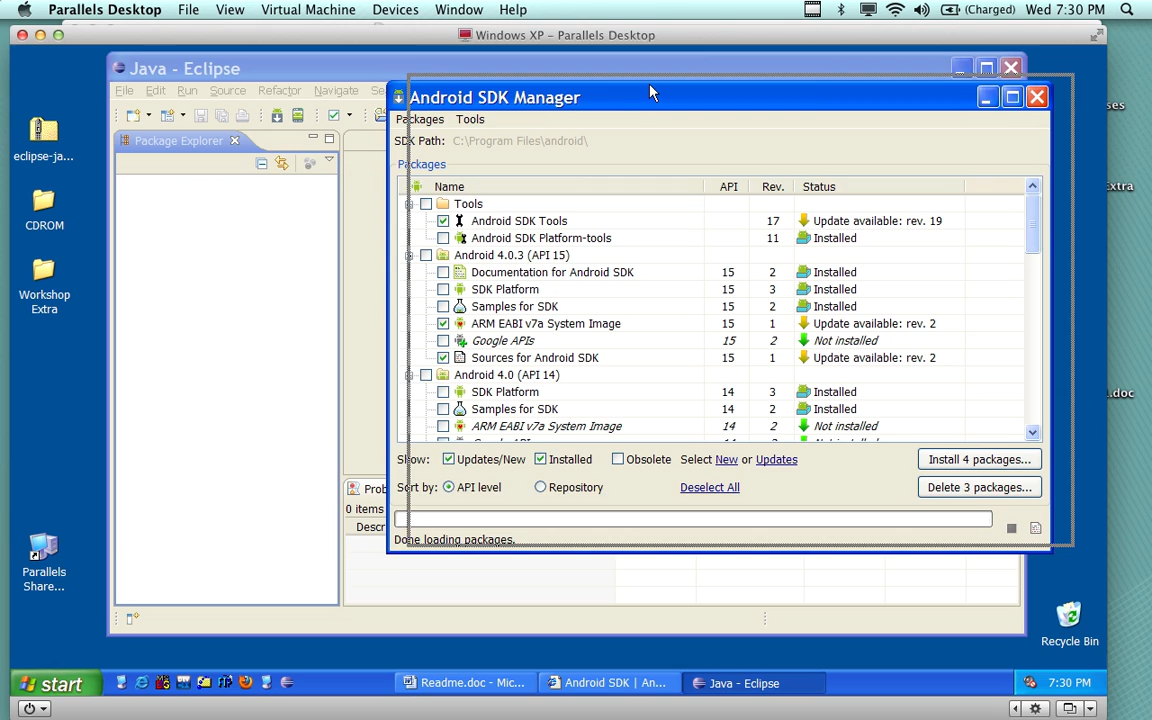 Parallels Desktop File View Virtual Machine Devices Window Help (Charged) Wed 7:30 PM
Windows XP – Parallels Desktop
Java - Eclipse
File Edit Run Source Refactor Navigate Se
Package Explorer
eclipse-ja...
CDROM
Workshop
Extra
Parallels
Share...
Android SDK Manager
Packages Tools
SDK Path: C:\Program Files\android\
Packages
Name API Rev. Status
Tools
Android SDK Tools 17 Update available: rev. 19
Android SDK Platform-tools 11 Installed
Android 4.0.3 (API 15)
Documentation for Android SDK 15 2 Installed
SDK Platform 15 3 Installed
Samples for SDK 15 2 Installed
ARM EABI v7a System Image 15 1 Update available: rev. 2
Google APIs 15 2 Not installed
Sources for Android SDK 15 1 Update available: rev. 2
Android 4.0 (API 14)
SDK Platform 14 3 Installed
Samples for SDK 14 2 Installed
ARM EABI v7a System Image 14 2 Not installed
Show: Updates/New Installed Obsolete Select New or Updates Install 4 packages...
Sort by: API level Repository Deselect All Delete 3 packages...
Done loading packages.
Prob
0 items
Descr
ses
xtra
.doc
Recycle Bin
start Readme.doc - Mic... Android SDK | An... Java - Eclipse 7:30 PM